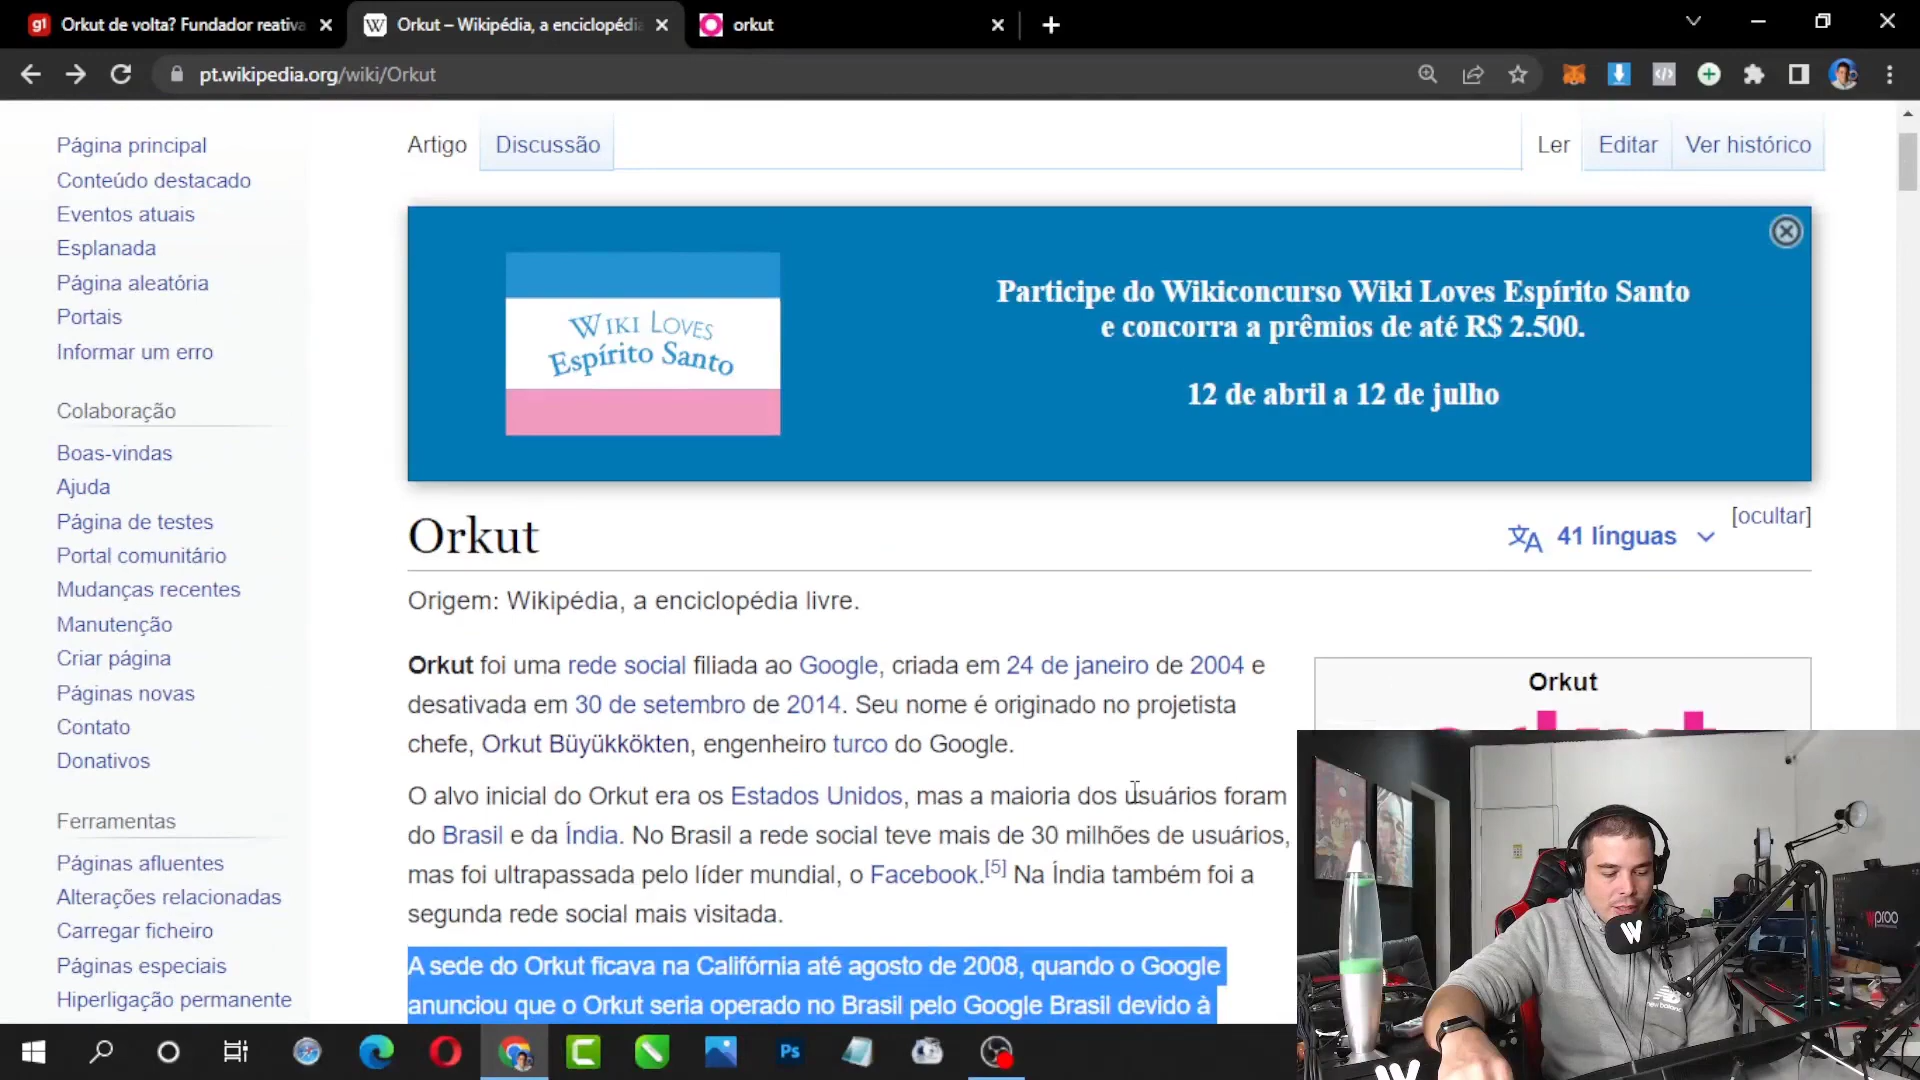 g1 Orkut de volta? Fundador reativa
Orkut – Wikipédia, a enciclopédia
orkut
pt.wikipedia.org/wiki/Orkut
Página principal
Conteúdo destacado
Eventos atuais
Esplanada
Página aleatória
Portais
Informar um erro
Colaboração
Boas-vindas
Ajuda
Página de testes
Portal comunitário
Mudanças recentes
Manutenção
Criar página
Páginas novas
Contato
Donativos
Ferramentas
Páginas afluentes
Alterações relacionadas
Carregar ficheiro
Páginas especiais
Hiperligação permanente
Artigo
Discussão
Ler
Editar
Ver histórico
WIKI LOVES
Espírito Santo
Participe do Wikiconcurso Wiki Loves Espírito Santo
e concorra a prêmios de até R$ 2.500.
12 de abril a 12 de julho
[ocultar]
Orkut
41 línguas
Origem: Wikipédia, a enciclopédia livre.
Orkut foi uma rede social filiada ao Google, criada em 24 de janeiro de 2004 e
desativada em 30 de setembro de 2014. Seu nome é originado no projetista
chefe, Orkut Büyükkökten, engenheiro turco do Google.
O alvo inicial do Orkut era os Estados Unidos, mas a maioria dos usuários foram
do Brasil e da Índia. No Brasil a rede social teve mais de 30 milhões de usuários,
mas foi ultrapassada pelo líder mundial, o Facebook.[5] Na Índia também foi a
segunda rede social mais visitada.
A sede do Orkut ficava na Califórnia até agosto de 2008, quando o Google
anunciou que o Orkut seria operado no Brasil pelo Google Brasil devido à
Orkut
new balance
wproo
Ps